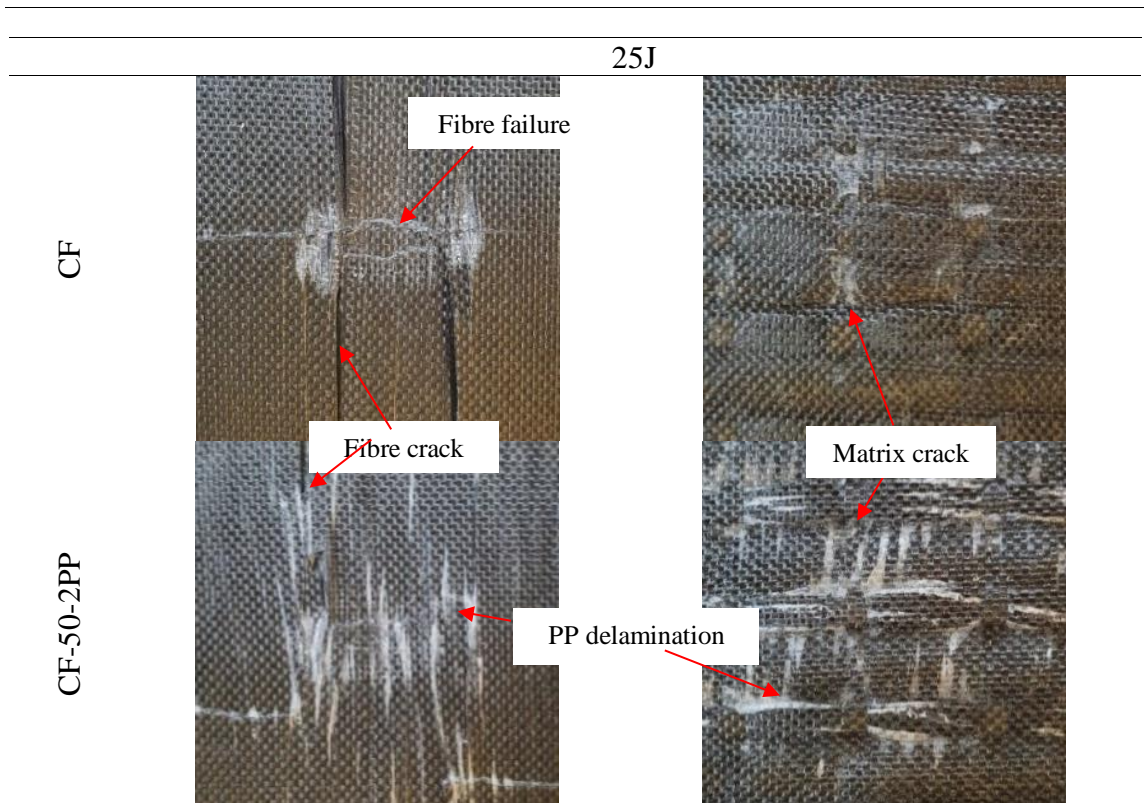 25J
Fibre failure
CF
Fibre crack
Matrix crack
PP delamination
CF-50-2PP